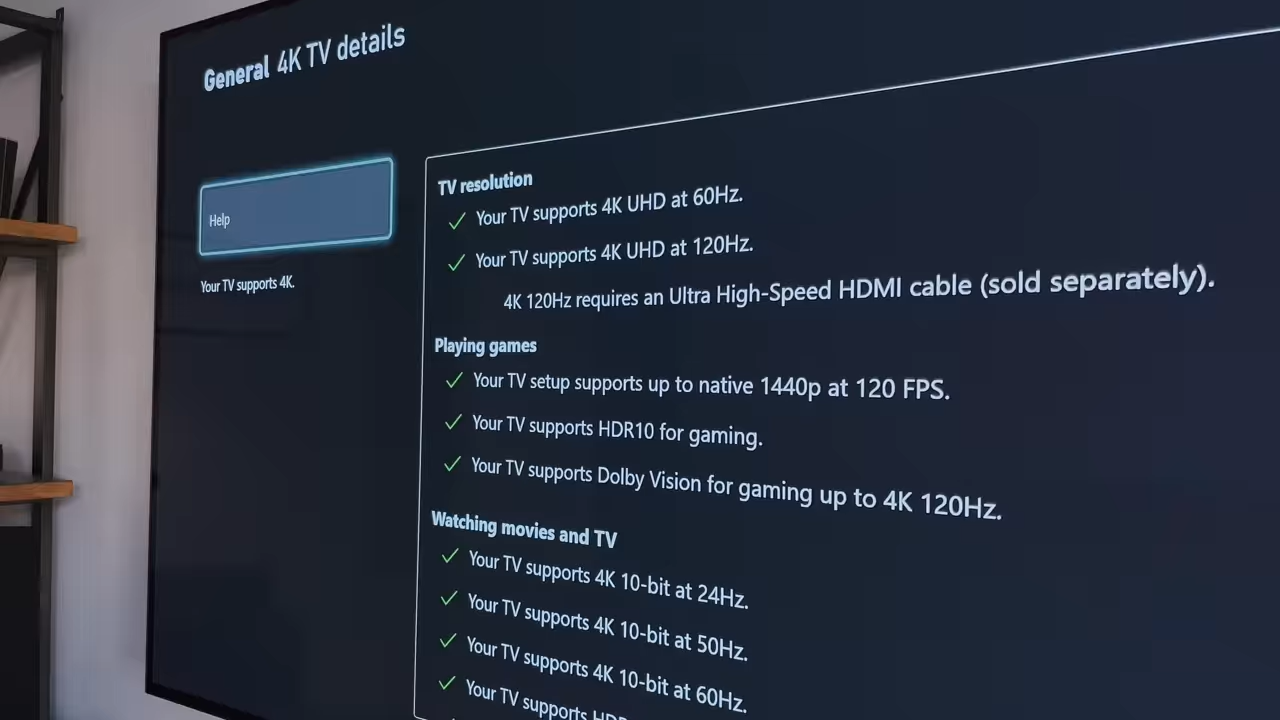 General 4K TV details
Help
Your TV supports 4K.
TV resolution
Your TV supports 4K UHD at 60Hz.
Your TV supports 4K UHD at 120Hz.
4K 120Hz requires an Ultra High-Speed HDMI cable (sold separately).
Playing games
Your TV setup supports up to native 1440p at 120 FPS.
Your TV supports HDR10 for gaming.
Your TV supports Dolby Vision for gaming up to 4K 120Hz.
Watching movies and TV
Your TV supports 4K 10-bit at 24Hz.
Your TV supports 4K 10-bit at 50Hz.
Your TV supports 4K 10-bit at 60Hz.
Your TV supports